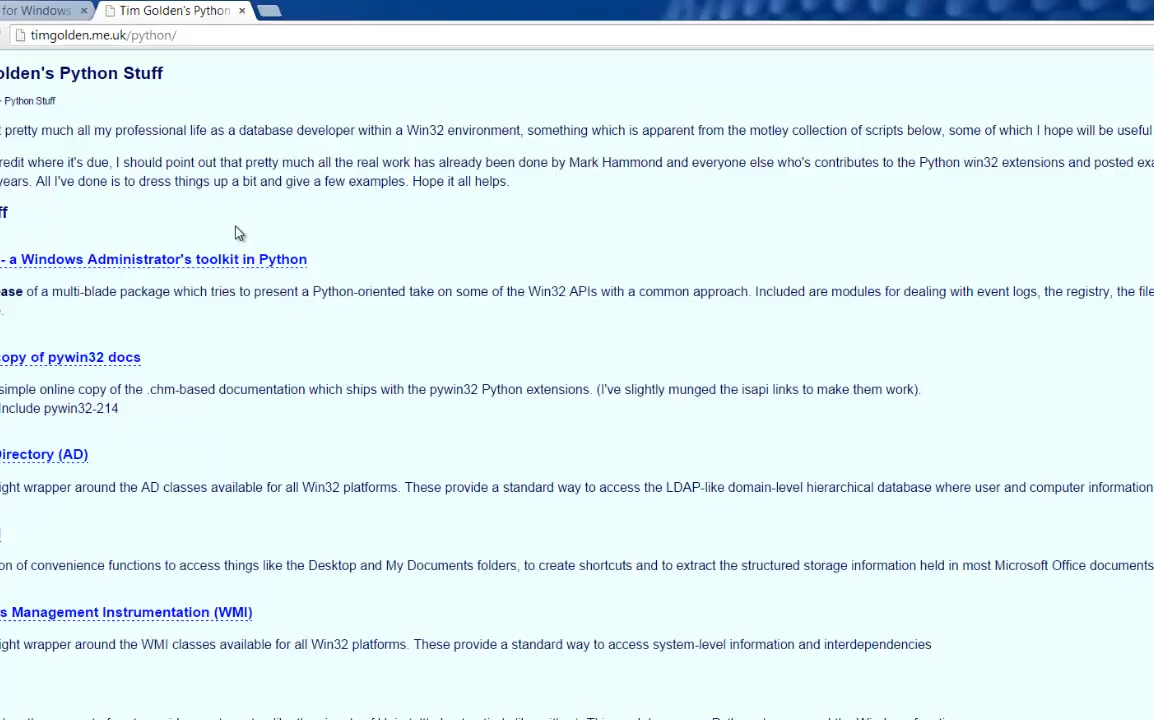 for Windows × Tim Golden's Python ×
timgolden.me.uk/python/
olden's Python Stuff
- Python Stuff
t pretty much all my professional life as a database developer within a Win32 environment, something which is apparent from the motley collection of scripts below, some of which I hope will be useful
redit where it's due, I should point out that pretty much all the real work has already been done by Mark Hammond and everyone else who's contributes to the Python win32 extensions and posted exa
years. All I've done is to dress things up a bit and give a few examples. Hope it all helps.
ff
- a Windows Administrator's toolkit in Python
ease of a multi-blade package which tries to present a Python-oriented take on some of the Win32 APIs with a common approach. Included are modules for dealing with event logs, the registry, the file
.
copy of pywin32 docs
simple online copy of the .chm-based documentation which ships with the pywin32 Python extensions. (I've slightly munged the isapi links to make them work).
Include pywin32-214
Directory (AD)
ight wrapper around the AD classes available for all Win32 platforms. These provide a standard way to access the LDAP-like domain-level hierarchical database where user and computer information
on of convenience functions to access things like the Desktop and My Documents folders, to create shortcuts and to extract the structured storage information held in most Microsoft Office documents
s Management Instrumentation (WMI)
ight wrapper around the WMI classes available for all Win32 platforms. These provide a standard way to access system-level information and interdependencies